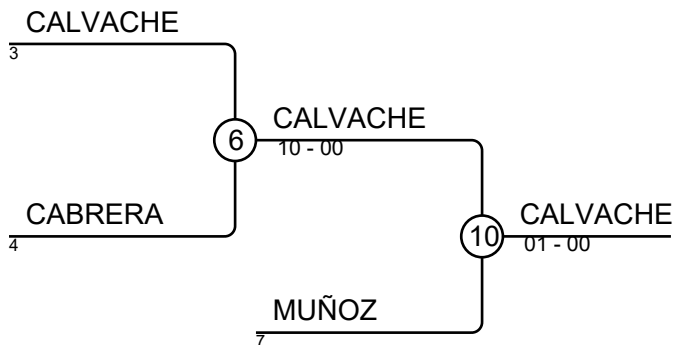 CALVACHE
3
6
CALVACHE
10 - 00
CABRERA
4
10
CALVACHE
01 - 00
MUÑOZ
7